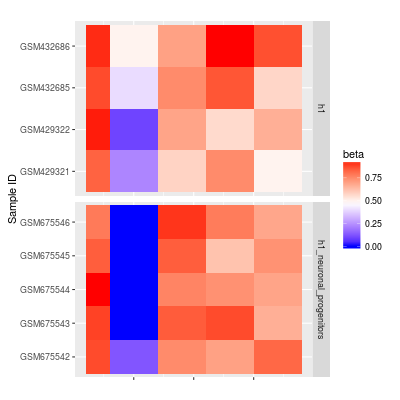 Sample ID
GSM432686
GSM432685
GSM429322
GSM429321
h1
GSM675546
GSM675545
GSM675544
GSM675543
GSM675542
h1_neuronal_progenitors
beta
0.75
0.50
0.25
0.00